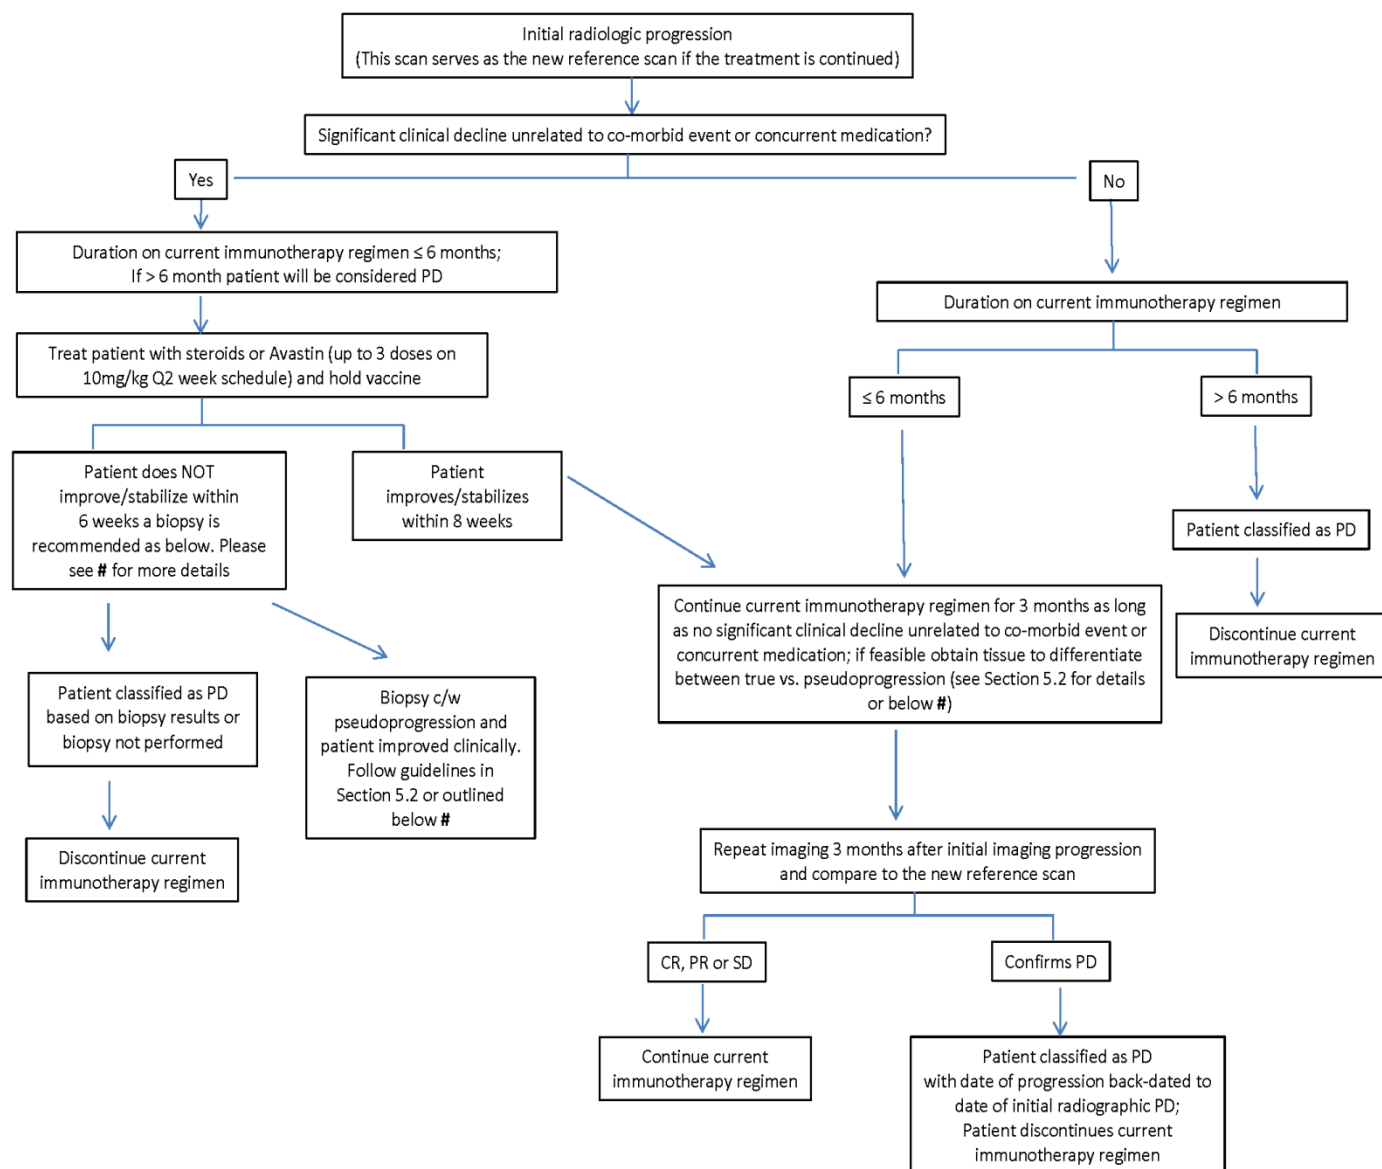 Initial radiologic progression
(This scan serves as the new reference scan if the treatment is continued)
Significant clinical decline unrelated to co-morbid event or concurrent medication?
Yes
No
Duration on current immunotherapy regimen ≤ 6 months;
If > 6 month patient will be considered PD
Duration on current immunotherapy regimen
Treat patient with steroids or Avastin (up to 3 doses on
10mg/kg Q2 week schedule) and hold vaccine
≤ 6 months
> 6 months
Patient does NOT
improve/stabilize within
6 weeks a biopsy is
recommended as below. Please
see # for more details
Patient
improves/stabilizes
within 8 weeks
Patient classified as PD
Continue current immunotherapy regimen for 3 months as long
as no significant clinical decline unrelated to co-morbid event or
concurrent medication; if feasible obtain tissue to differentiate
between true vs. pseudoprogression (see Section 5.2 for details
or below #)
Discontinue current
immunotherapy regimen
Patient classified as PD
based on biopsy results or
biopsy not performed
Biopsy c/w
pseudoprogression and
patient improved clinically.
Follow guidelines in
Section 5.2 or outlined
below #
Discontinue current
immunotherapy regimen
Repeat imaging 3 months after initial imaging progression
and compare to the new reference scan
CR, PR or SD
Confirms PD
Continue current
immunotherapy regimen
Patient classified as PD
with date of progression back-dated to
date of initial radiographic PD;
Patient discontinues current
immunotherapy regimen